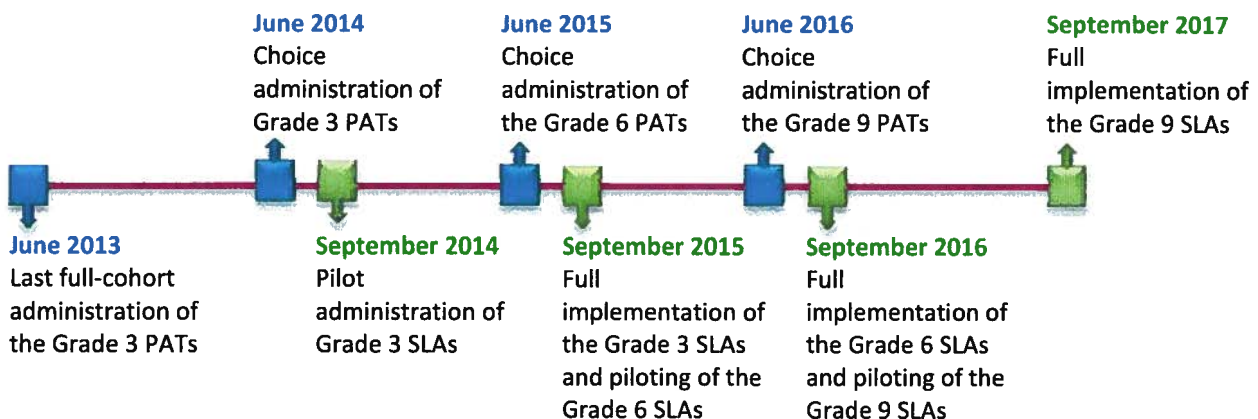 June 2014
Choice
administration of
Grade 3 PATs
June 2015
Choice
administration of
the Grade 6 PATs
June 2016
Choice
administration of
the Grade 9 PATs
September 2017
Full
implementation of
the Grade 9 SLAs
June 2013
Last full-cohort
administration of
the Grade 3 PATs
September 2014
Pilot
administration of
Grade 3 SLAs
September 2015
Full
implementation of
the Grade 3 SLAs
and piloting of the
Grade 6 SLAs
September 2016
Full
implementation of
the Grade 6 SLAs
and piloting of the
Grade 9 SLAs